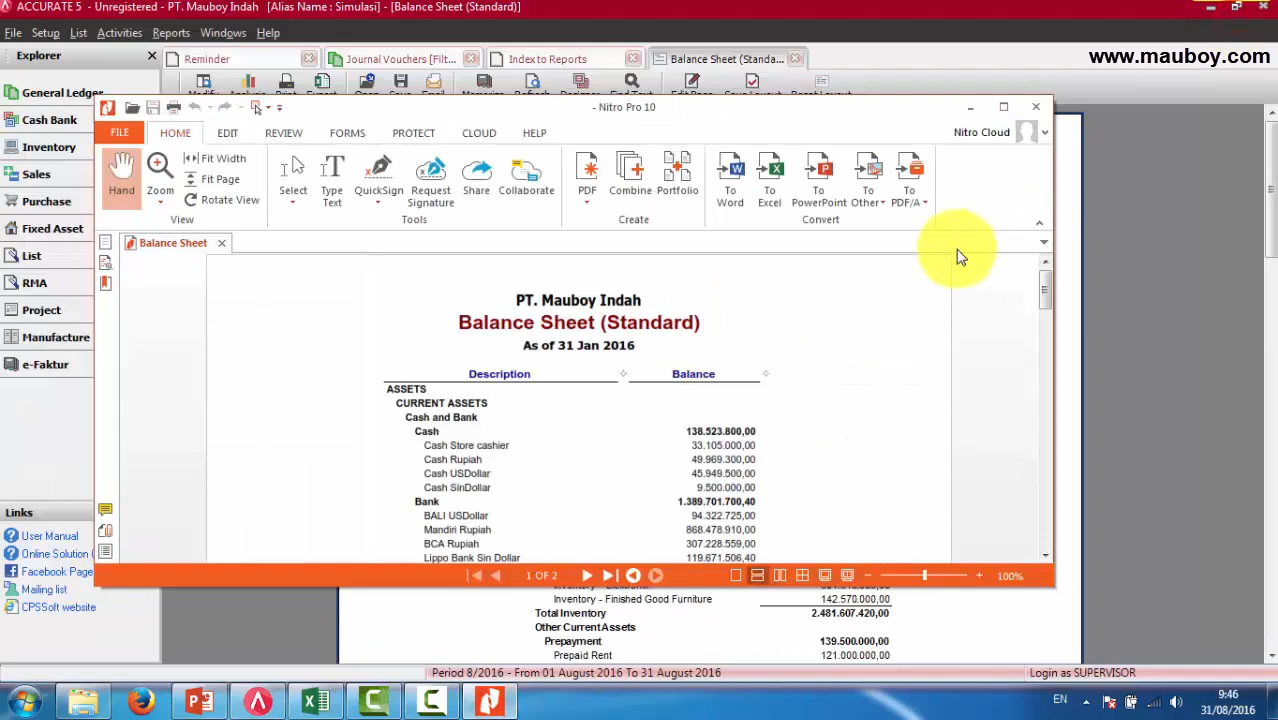 ACCURATE 5 - Unregistered - PT. Mauboy Indah [Alias Name : Simulasi] - [Balance Sheet (Standard)]
File Setup List Activities Reports Windows Help
www.mauboy.com
Explorer
Reminder
Journal Vouchers [Filt...
Index to Reports
Balance Sheet (Standa...
General Ledger
Cash Bank
Inventory
Sales
Purchase
Fixed Asset
List
RMA
Project
Manufacture
e-Faktur
Links
User Manual
Online Solution (
Facebook Page
Mailing list
CPSSoft website
- Nitro Pro 10
FILE HOME EDIT REVIEW FORMS PROTECT CLOUD HELP
Nitro Cloud
Hand
Zoom
Fit Width
Fit Page
Rotate View
View
Select
Type Text
QuickSign
Request Signature
Share
Collaborate
Tools
PDF
Combine
Portfolio
Create
To Word
To Excel
To PowerPoint
To Other
To PDF/A
Convert
Balance Sheet
PT. Mauboy Indah
Balance Sheet (Standard)
As of 31 Jan 2016
Description Balance
ASSETS
CURRENT ASSETS
Cash and Bank
Cash 138.523.800,00
Cash Store cashier 33.105.000,00
Cash Rupiah 49.969.300,00
Cash USDollar 45.949.500,00
Cash SinDollar 9.500.000,00
Bank 1.389.701.700,40
BALI USDollar 94.322.725,00
Mandiri Rupiah 868.478.910,00
BCA Rupiah 307.228.559,00
Lippo Bank Sin Dollar 119.671.506,40
1 OF 2
100%
Inventory - Finished Good Furniture 142.570.000,00
Total Inventory 2.481.607.420,00
Other Current Assets
Prepayment 139.500.000,00
Prepaid Rent 121.000.000,00
Period 8/2016 - From 01 August 2016 To 31 August 2016
Login as SUPERVISOR
EN
9:46
31/08/2016